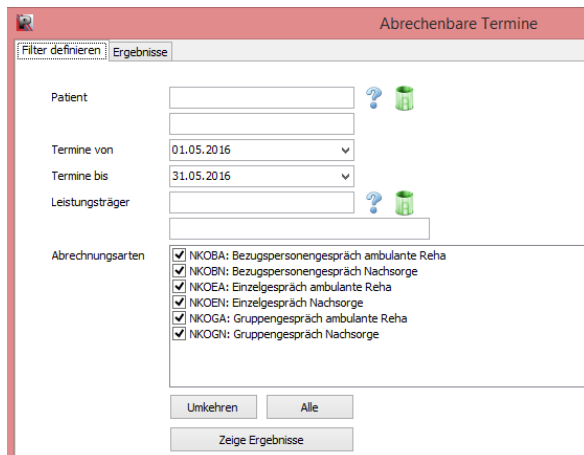 Abrechenbare Termine
Filter definieren Ergebnisse
Patient
Termine von 01.05.2016
Termine bis 31.05.2016
Leistungsträger
Abrechnungsarten NKOBA: Bezugspersonengespräch ambulante Reha
NKOBN: Bezugspersonengespräch Nachsorge
NKOEA: Einzelgespräch ambulante Reha
NKOEN: Einzelgespräch Nachsorge
NKOGA: Gruppengespräch ambulante Reha
NKOGN: Gruppengespräch Nachsorge
Umkehren Alle
Zeige Ergebnisse